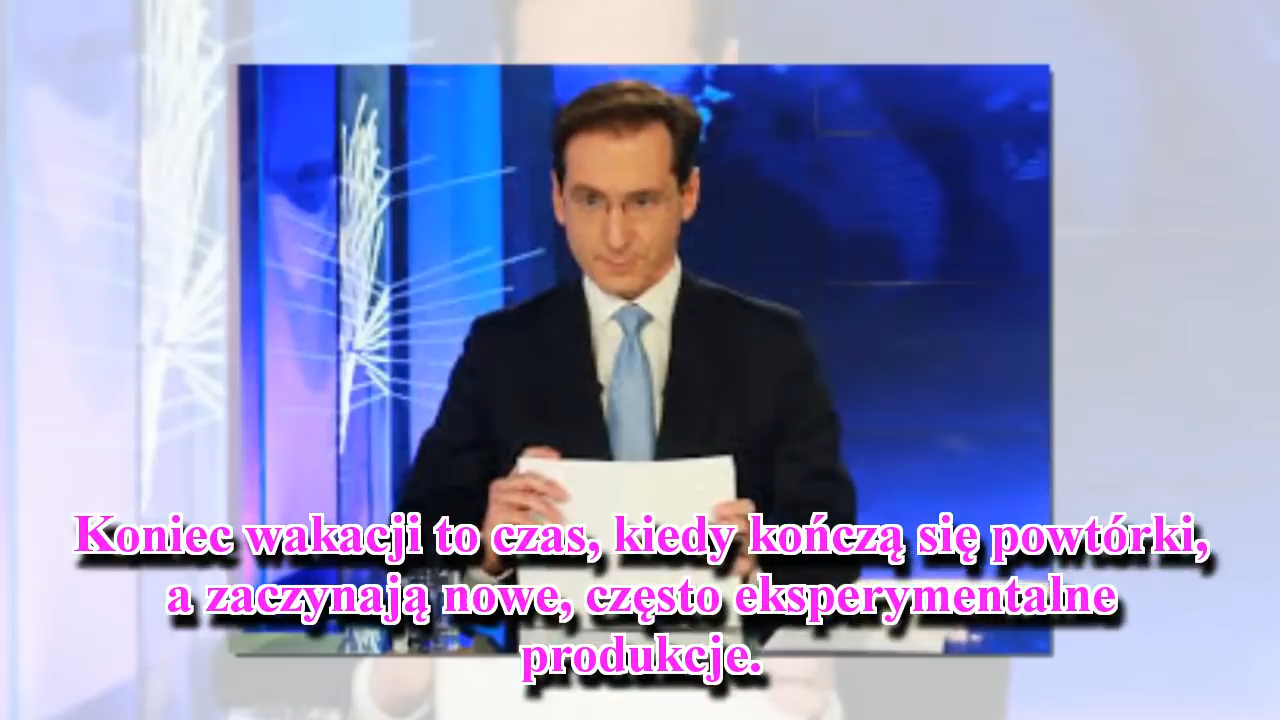 Koniec wakacji to czas, kiedy kończą się powtórki,
a zaczynają nowe, często eksperymentalne
produkcje.